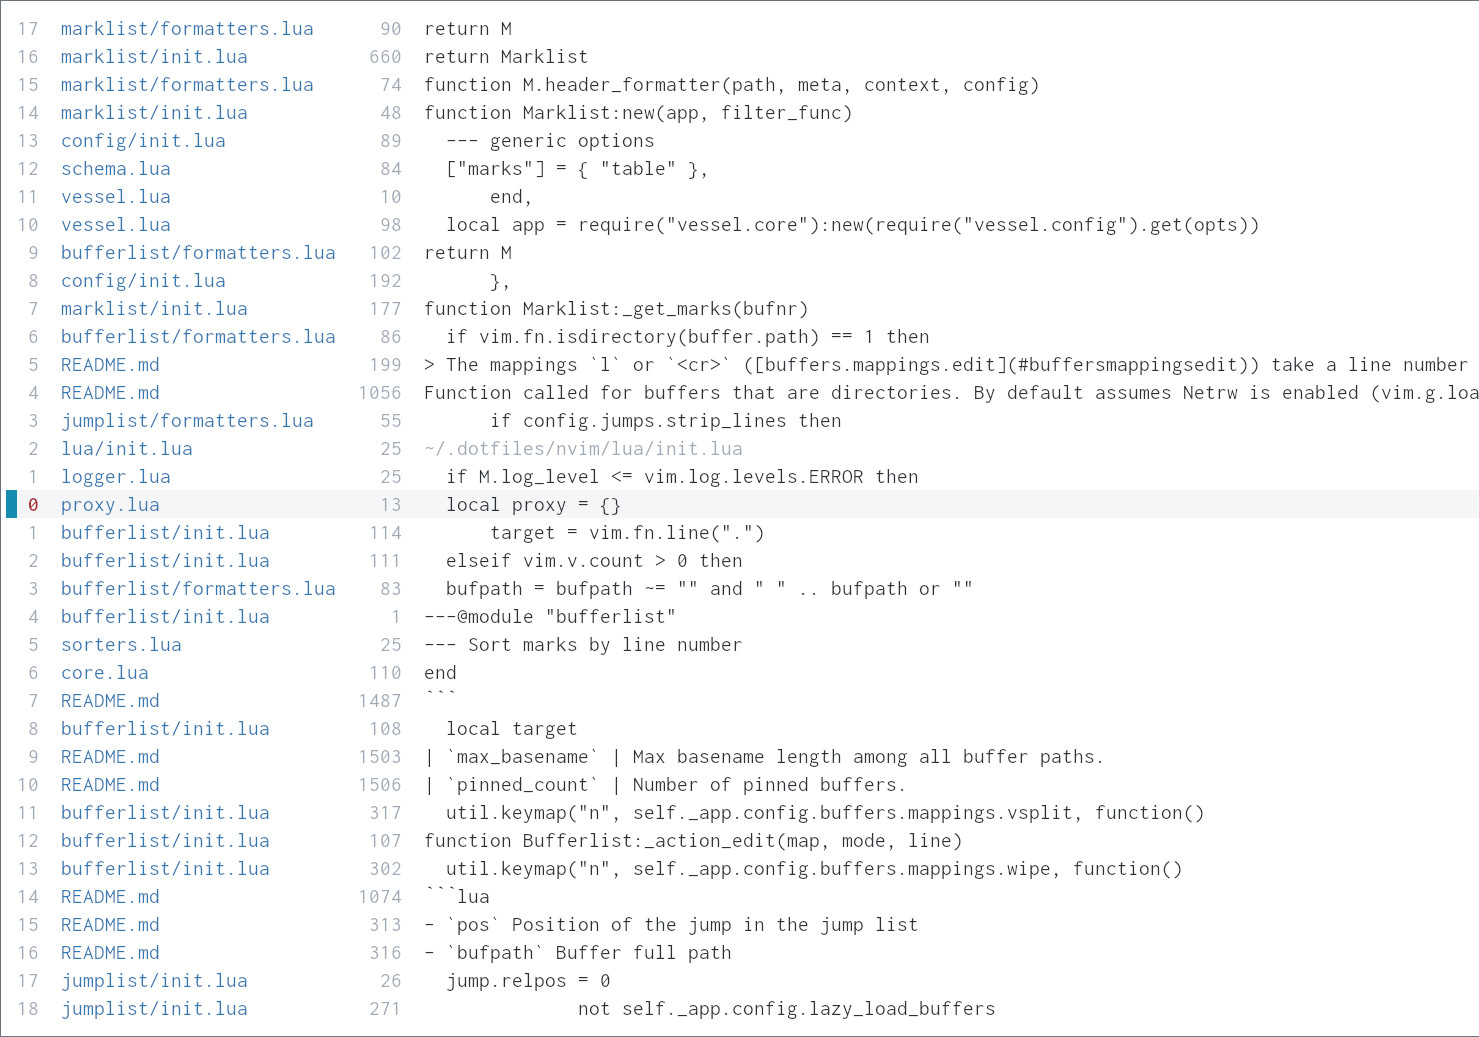 17 marklist/formatters.lua 90 return M
16 marklist/init.lua 660 return Marklist
15 marklist/formatters.lua 74 function M.header_formatter(path, meta, context, config)
14 marklist/init.lua 48 function Marklist:new(app, filter_func)
13 config/init.lua 89 --- generic options
12 schema.lua 84 ["marks"] = { "table" },
11 vessel.lua 10 end,
10 vessel.lua 98 local app = require("vessel.core"):new(require("vessel.config").get(opts))
9 bufferlist/formatters.lua 102 return M
8 config/init.lua 192 },
7 marklist/init.lua 177 function Marklist:_get_marks(bufnr)
6 bufferlist/formatters.lua 86 if vim.fn.isdirectory(buffer.path) == 1 then
5 README.md 199 > The mappings `l` or `<cr>` ([buffers.mappings.edit](#buffersmappingsedit)) take a line number
4 README.md 1056 Function called for buffers that are directories. By default assumes Netrw is enabled (vim.g.loa
3 jumplist/formatters.lua 55 if config.jumps.strip_lines then
2 lua/init.lua 25 ~/.dotfiles/nvim/lua/init.lua
1 logger.lua 25 if M.log_level <= vim.log.levels.ERROR then
0 proxy.lua 13 local proxy = {}
1 bufferlist/init.lua 114 target = vim.fn.line(".")
2 bufferlist/init.lua 111 elseif vim.v.count > 0 then
3 bufferlist/formatters.lua 83 bufpath = bufpath ~= "" and " " .. bufpath or ""
4 bufferlist/init.lua 1 ---@module "bufferlist"
5 sorters.lua 25 --- Sort marks by line number
6 core.lua 110 end
7 README.md 1487 ```
8 bufferlist/init.lua 108 local target
9 README.md 1503 | `max_basename` | Max basename length among all buffer paths.
10 README.md 1506 | `pinned_count` | Number of pinned buffers.
11 bufferlist/init.lua 317 util.keymap("n", self._app.config.buffers.mappings.vsplit, function()
12 bufferlist/init.lua 107 function Bufferlist:_action_edit(map, mode, line)
13 bufferlist/init.lua 302 util.keymap("n", self._app.config.buffers.mappings.wipe, function()
14 README.md 1074 ```lua
15 README.md 313 - `pos` Position of the jump in the jump list
16 README.md 316 - `bufpath` Buffer full path
17 jumplist/init.lua 26 jump.relpos = 0
18 jumplist/init.lua 271 not self._app.config.lazy_load_buffers